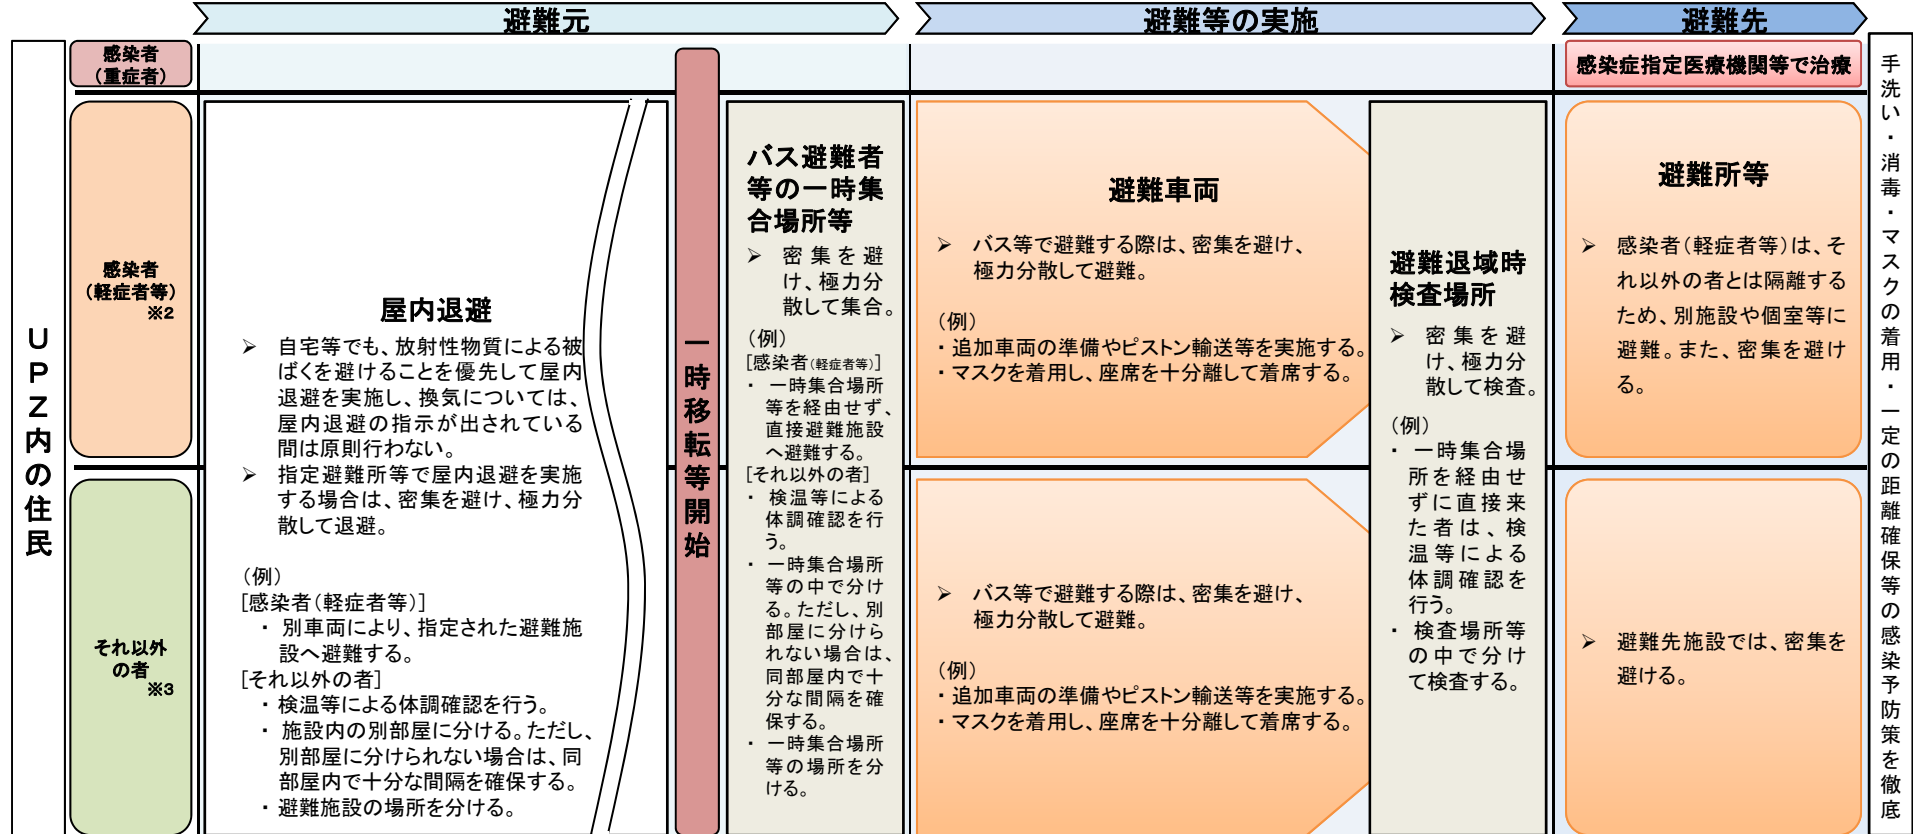 避難元
避難等の実施
避難先
UPZ内の住民
感染者
（重症者）
感染症指定医療機関等で治療
感染者
（軽症者等）
※2
それ以外
の者
※3
屋内退避
➢ 自宅等でも、放射性物質による被
ばくを避けることを優先して屋内
退避を実施し、換気については、
屋内退避の指示が出されている
間は原則行わない。
➢ 指定避難所等で屋内退避を実施
する場合は、密集を避け、極力分
散して退避。
（例）
[感染者（軽症者等）]
・ 別車両により、指定された避難施
設へ避難する。
[それ以外の者]
・ 検温等による体調確認を行う。
・ 施設内の別部屋に分ける。ただし、
別部屋に分けられない場合は、同
部屋内で十分な間隔を確保する。
・ 避難施設の場所を分ける。
一時移転等開始
バス避難者
等の一時集
合場所等
➢ 密集を避
け、極力分
散して集合。
（例）
[感染者（軽症者等）]
・ 一時集合場所
等を経由せず、
直接避難施設
へ避難する。
[それ以外の者]
・ 検温等による
体調確認を行
う。
・ 一時集合場所
等の中で分け
る。ただし、別
部屋に分けら
れない場合は、
同部屋内で十
分な間隔を確
保する。
・ 一時集合場所
等の場所を分
ける。
避難車両
➢ バス等で避難する際は、密集を避け、
極力分散して避難。
（例）
・追加車両の準備やピストン輸送等を実施する。
・マスクを着用し、座席を十分離して着席する。
➢ バス等で避難する際は、密集を避け、
極力分散して避難。
（例）
・追加車両の準備やピストン輸送等を実施する。
・マスクを着用し、座席を十分離して着席する。
避難退域時
検査場所
➢ 密集を避
け、極力分
散して検査。
（例）
・ 一時集合場
所を経由せ
ずに直接来
た者は、検
温等による
体調確認を
行う。
・ 検査場所等
の中で分け
て検査する。
避難所等
➢ 感染者（軽症者等）は、そ
れ以外の者とは隔離する
ため、別施設や個室等に
避難。また、密集を避け
る。
➢ 避難先施設では、密集を
避ける。
手洗い・消毒・マスクの着用・一定の距離確保等の感染予防策を徹底